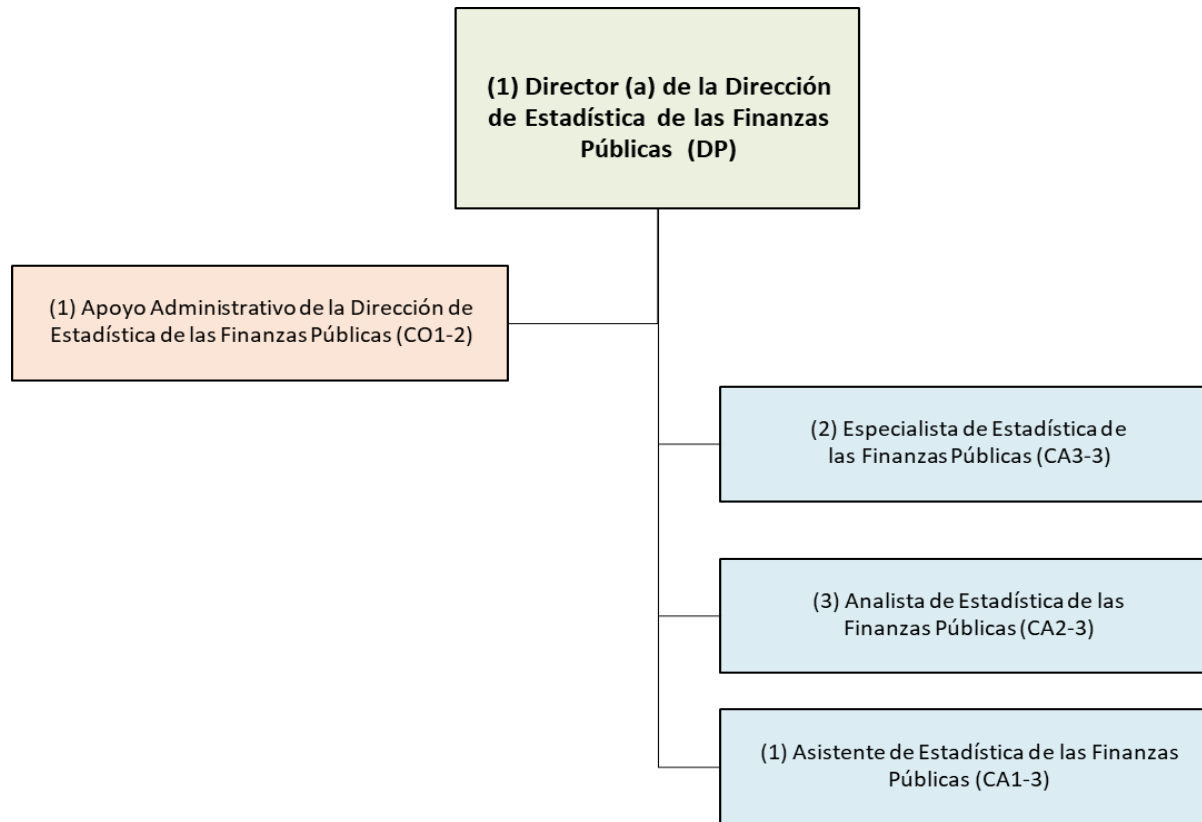 (1) Director (a) de la Dirección
de Estadística de las Finanzas
Públicas (DP)
(1) Apoyo Administrativo de la Dirección de
Estadística de las Finanzas Públicas (CO1-2)
(2) Especialista de Estadística de
las Finanzas Públicas (CA3-3)
(3) Analista de Estadística de las
Finanzas Públicas (CA2-3)
(1) Asistente de Estadística de las Finanzas
Públicas (CA1-3)